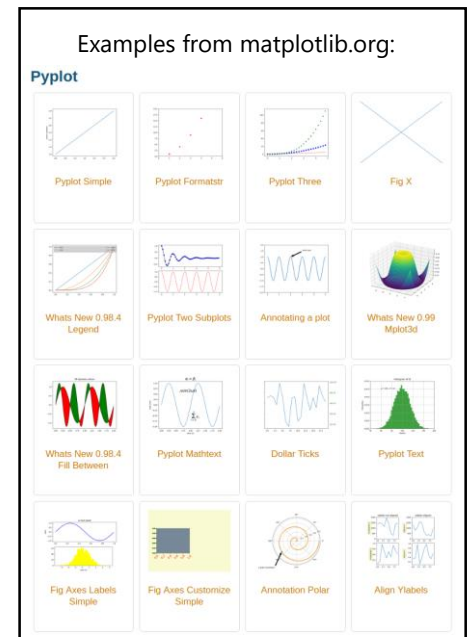 Examples from matplotlib.org:
Pyplot
Pyplot Simple
Pyplot Formatstr
Pyplot Three
Fig X
Whats New 0.98.4
Legend
Pyplot Two Subplots
Annotating a plot
Whats New 0.99
Mplot3d
Whats New 0.98.4
Fill Between
Pyplot Mathtext
Dollar Ticks
Pyplot Text
Fig Axes Labels
Simple
Fig Axes Customize
Simple
Annotation Polar
Align Ylabels